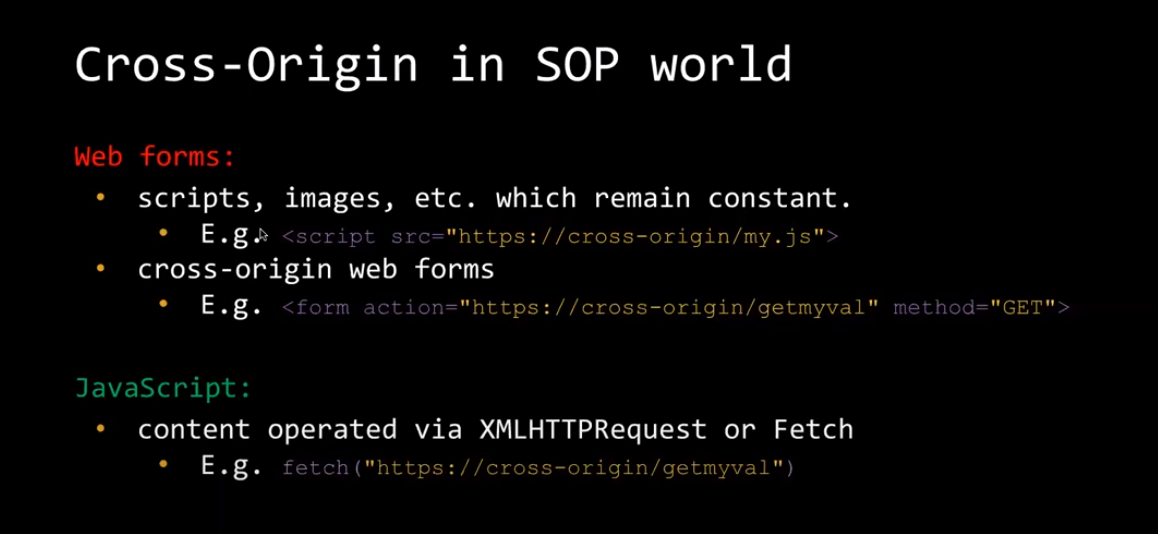 Cross-Origin in SOP world
Web forms:
• scripts, images, etc. which remain constant.
• E.g. <script src="https://cross-origin/my.js">
• cross-origin web forms
• E.g. <form action="https://cross-origin/getmyval" method="GET">
JavaScript:
• content operated via XMLHTTPRequest or Fetch
• E.g. fetch("https://cross-origin/getmyval")